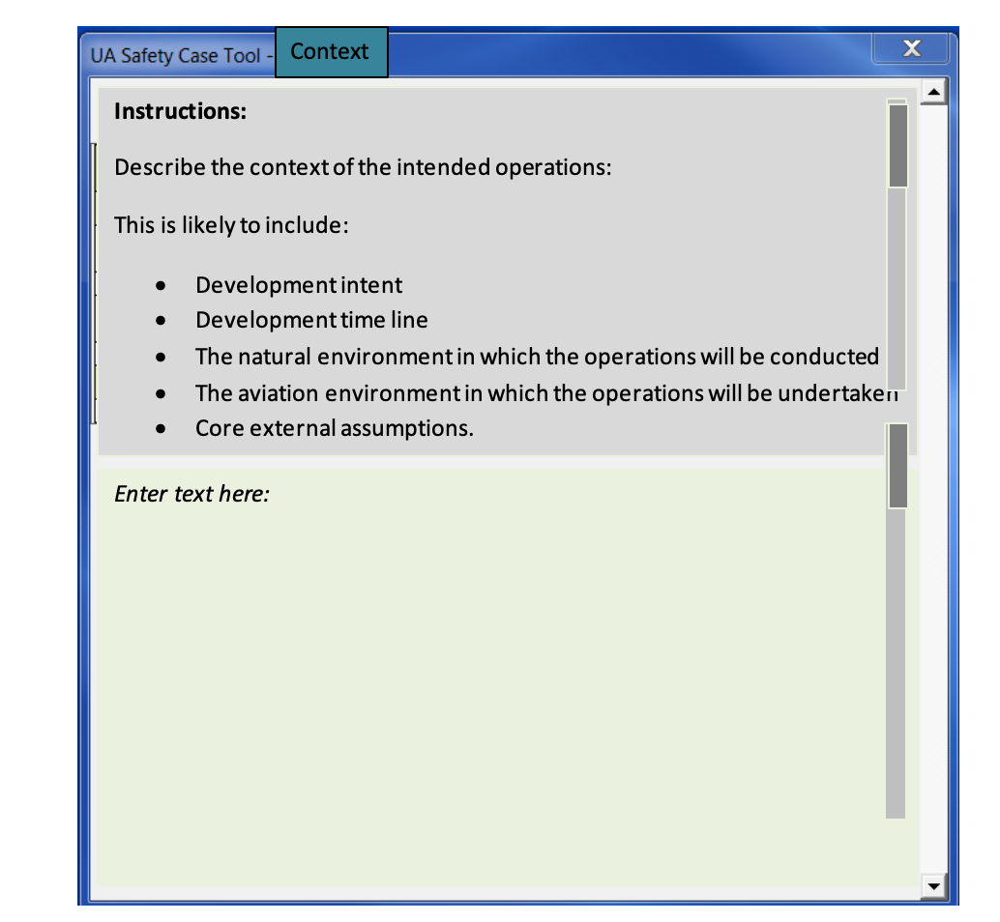 UA Safety Case Tool - Context
X
Instructions:
Describe the context of the intended operations:
This is likely to include:
• Development intent
• Development time line
• The natural environment in which the operations will be conducted
• The aviation environment in which the operations will be undertaken
• Core external assumptions.
Enter text here: